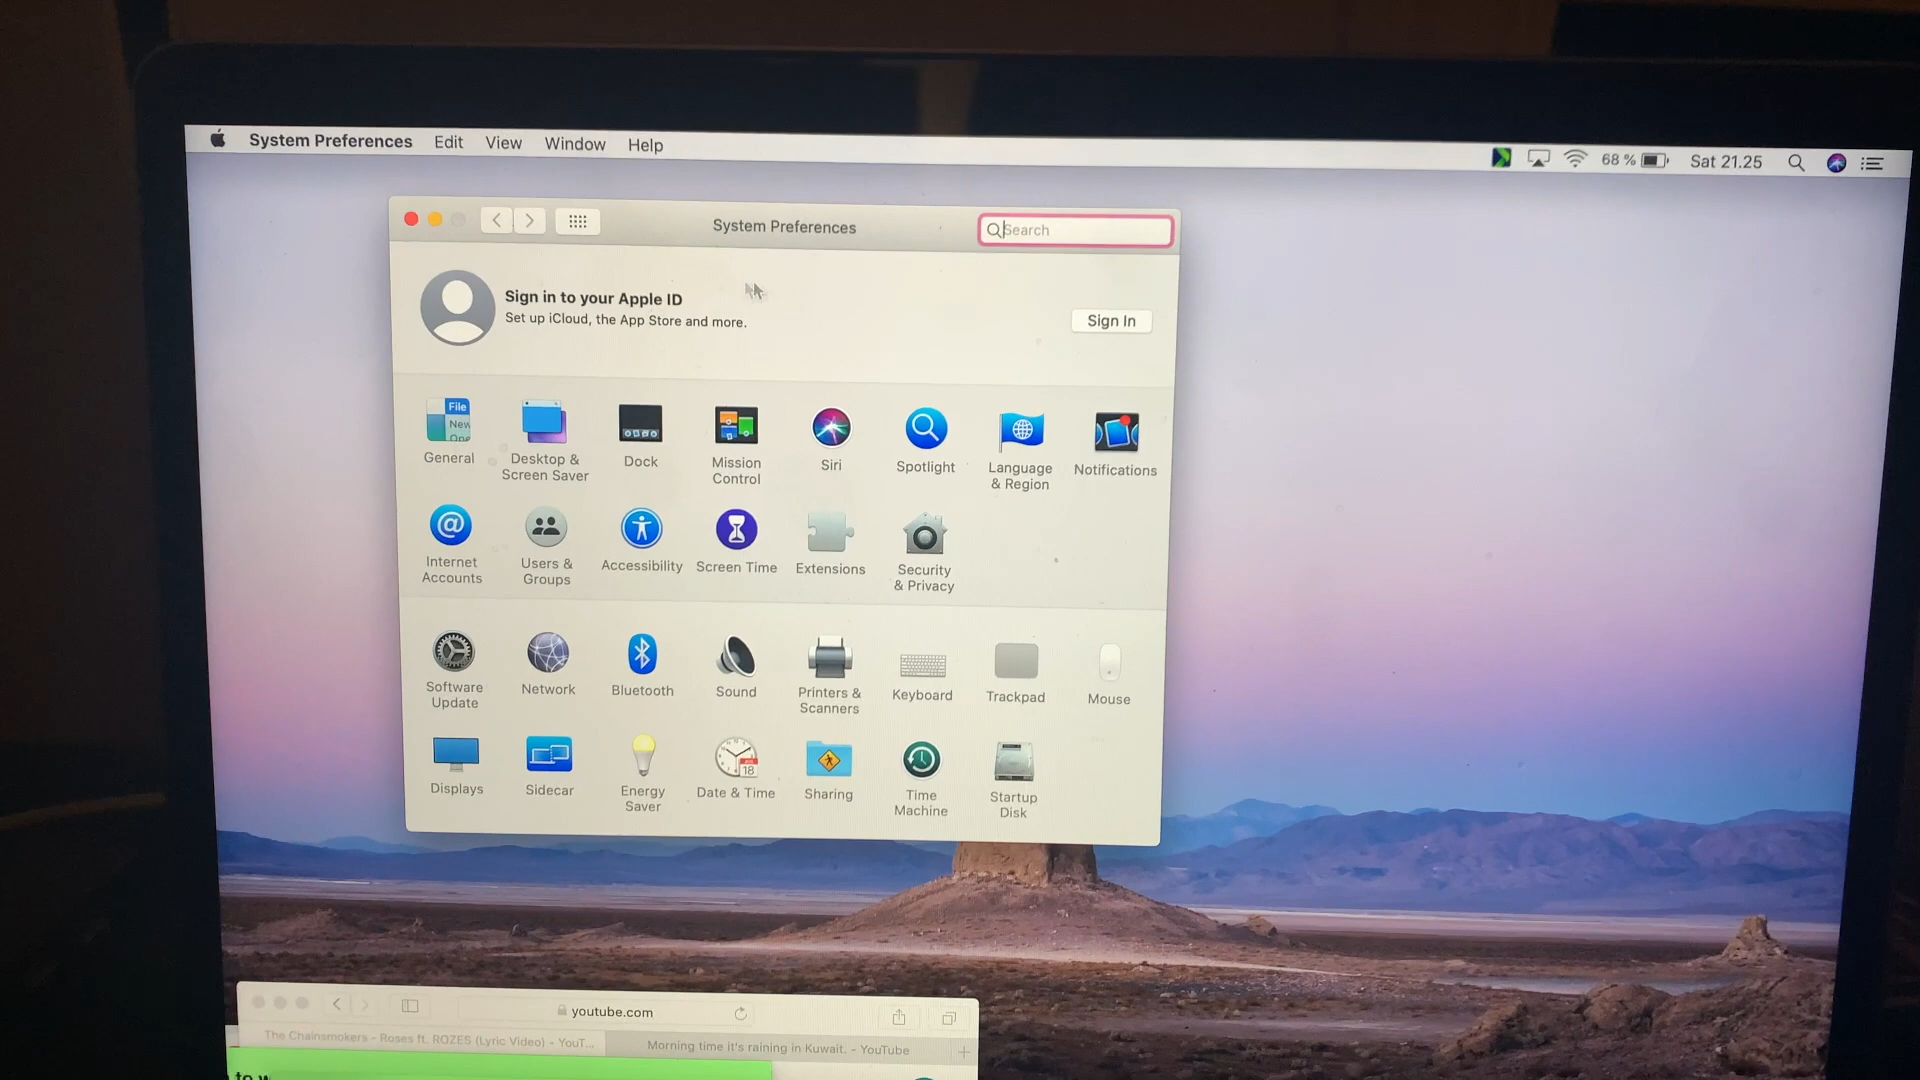 System Preferences Edit View Window Help
68 % Sat 21.25
System Preferences
Search
Sign in to your Apple ID
Set up iCloud, the App Store and more.
Sign In
File
New
General
Desktop &
Screen Saver
Dock
Mission
Control
Siri
Spotlight
Language
& Region
Notifications
@
Internet
Accounts
Users &
Groups
Accessibility
Screen Time
Extensions
Security
& Privacy
Software
Update
Network
Bluetooth
Sound
Printers &
Scanners
Keyboard
Trackpad
Mouse
Displays
Sidecar
Energy
Saver
18
Date & Time
Sharing
Time
Machine
Startup
Disk
youtube.com
The Chainsmokers - Roses ft. ROZES (Lyric Video) - YouT...
Morning time it's raining in Kuwait. - YouTube